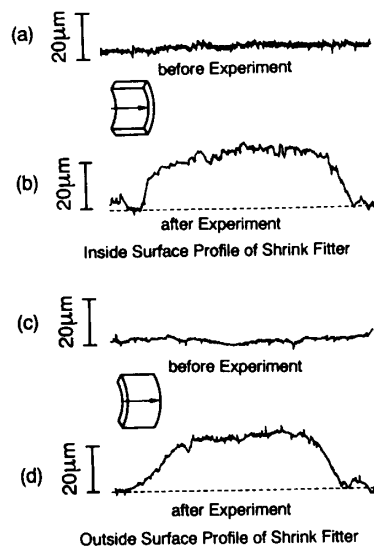 (a)
20μm
before Experiment
(b)
20μm
after Experiment
Inside Surface Profile of Shrink Fitter
(c)
20μm
before Experiment
(d)
20μm
after Experiment
Outside Surface Profile of Shrink Fitter